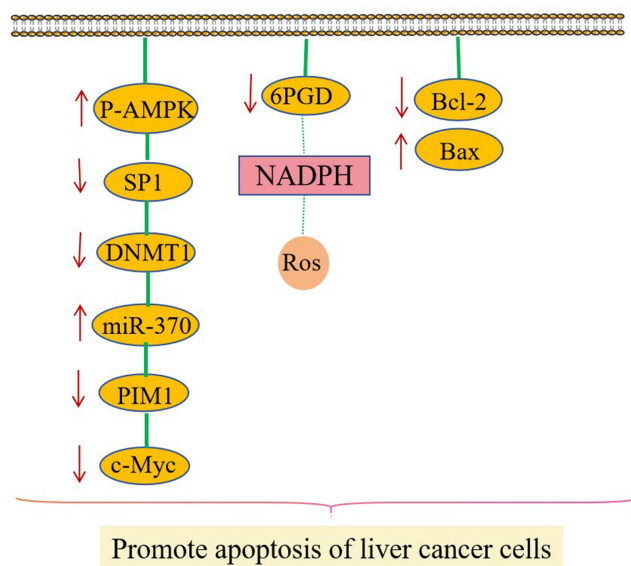 P-AMPK
SP1
DNMT1
miR-370
PIM1
c-Myc
6PGD
NADPH
Ros
Bcl-2
Bax
Promote apoptosis of liver cancer cells